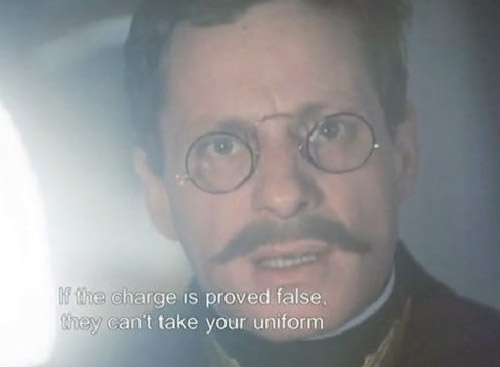 If the charge is proved false,
they can't take your uniform